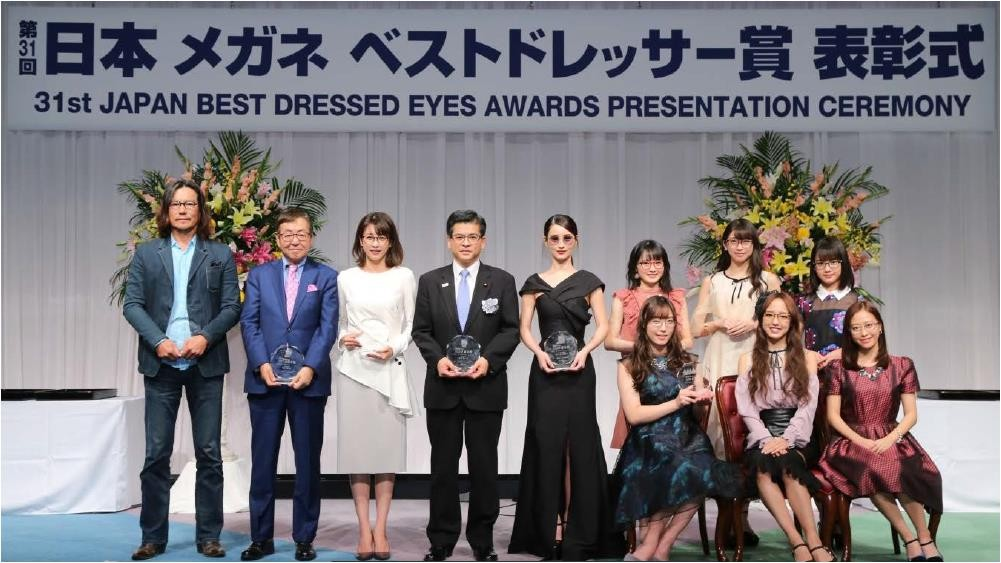 第31回 日本 メガネ ベストドレッサー賞 表彰式
31st JAPAN BEST DRESSED EYES AWARDS PRESENTATION CEREMONY